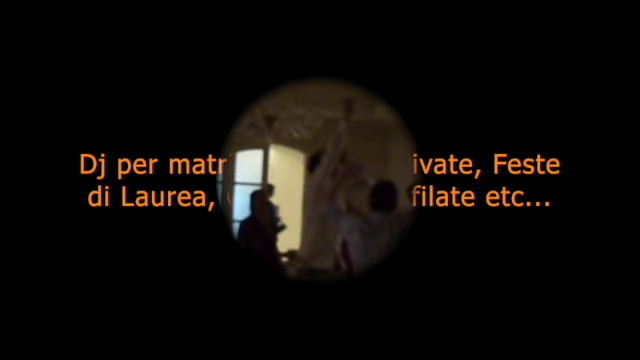 Dj per matr ivate, Feste
di Laurea, filate etc...